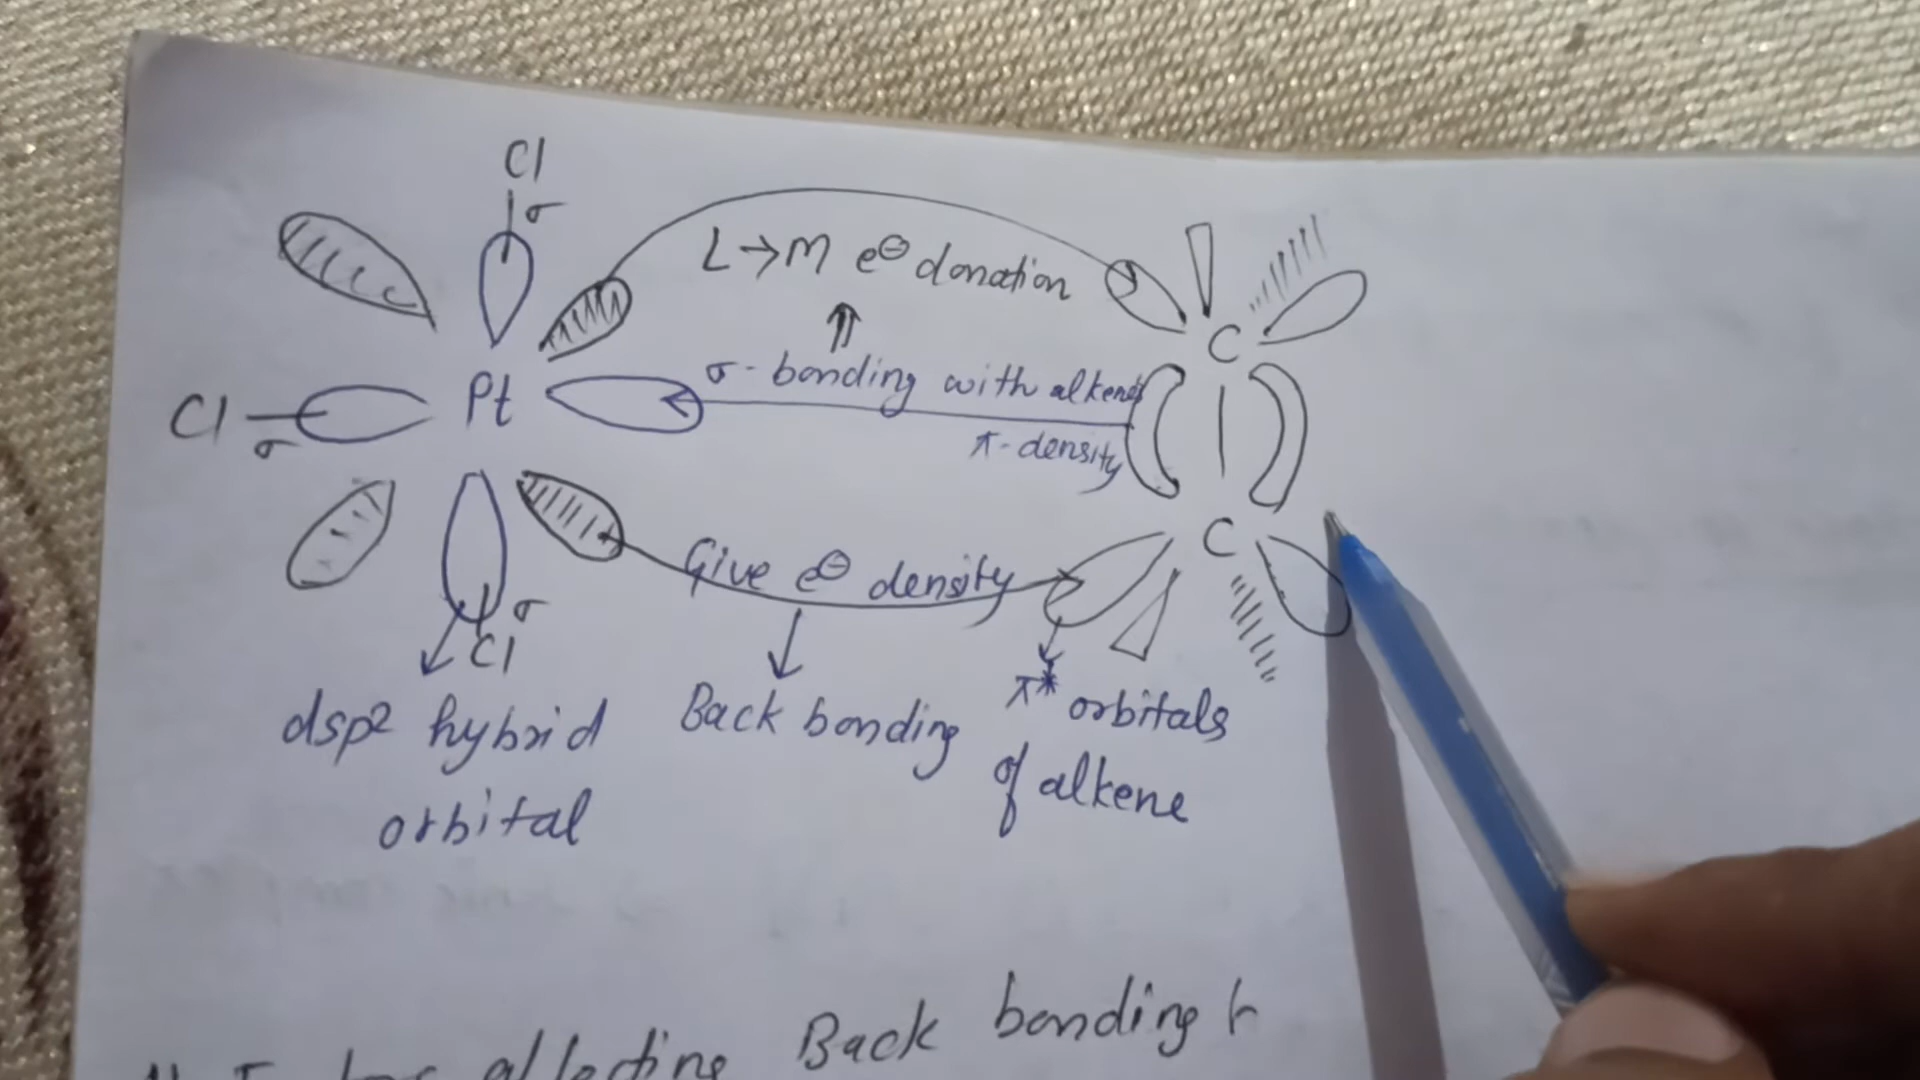 Cl
σ
L→M e⊖ donation
⇑
C
σ-bonding with alkene
Pt
Cl
σ
π-density
C
Give e⊖ density
σ
Cl
π* orbitals
of alkene
dsp2 hybrid
orbital
Back bonding
affecting Back bonding